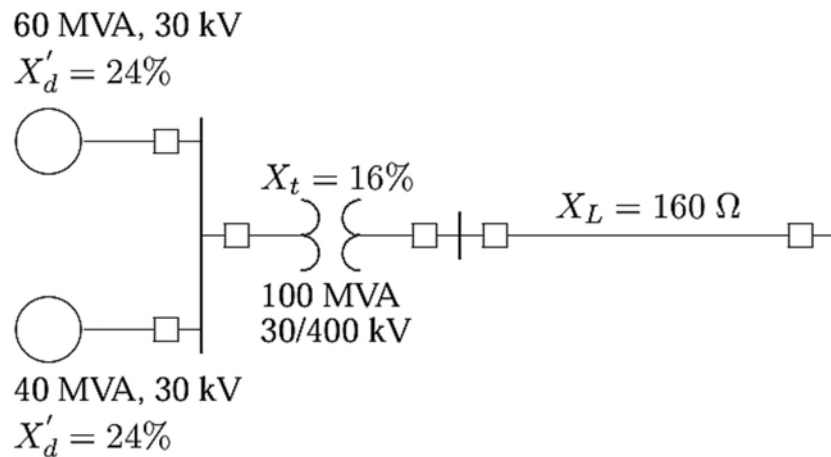 60 MVA, 30 kV
X'_d = 24%
X_t = 16%
X_L = 160 Ω
100 MVA
30/400 kV
40 MVA, 30 kV
X'_d = 24%